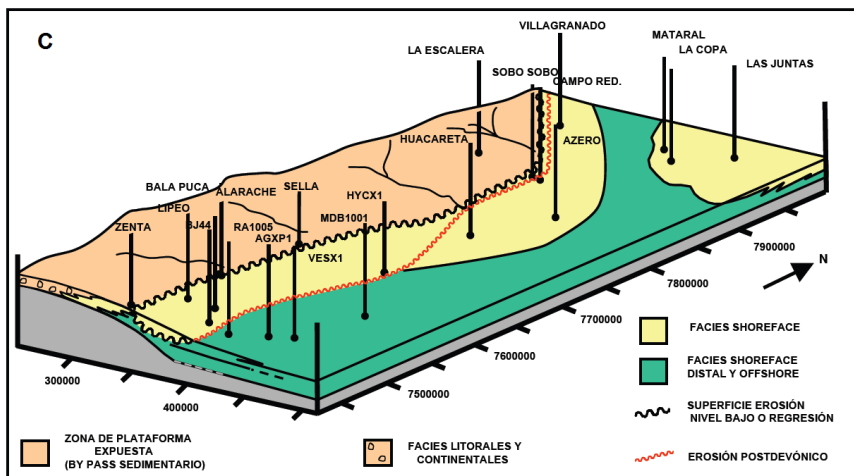 C
VILLAGRANADO
MATARAL
LA COPA
LAS JUNTAS
LA ESCALERA
SOBO SOBO
CAMPO RED.
HUACARETA
AZERO
BALA PUCA
ALARACHE
SELLA
LIPEO
HYCX1
ZENTA
BJ44
RA1005
MDB1001
AGXP1
VESX1
N
7900000
7800000
7700000
7600000
7500000
300000
400000
FACIES SHOREFACE
FACIES SHOREFACE
DISTAL Y OFFSHORE
SUPERFICIE EROSIÓN
NIVEL BAJO O REGRESIÓN
EROSIÓN POSTDEVÓNICO
ZONA DE PLATAFORMA
EXPUESTA
(BY PASS SEDIMENTARIO)
FACIES LITORALES Y
CONTINENTALES